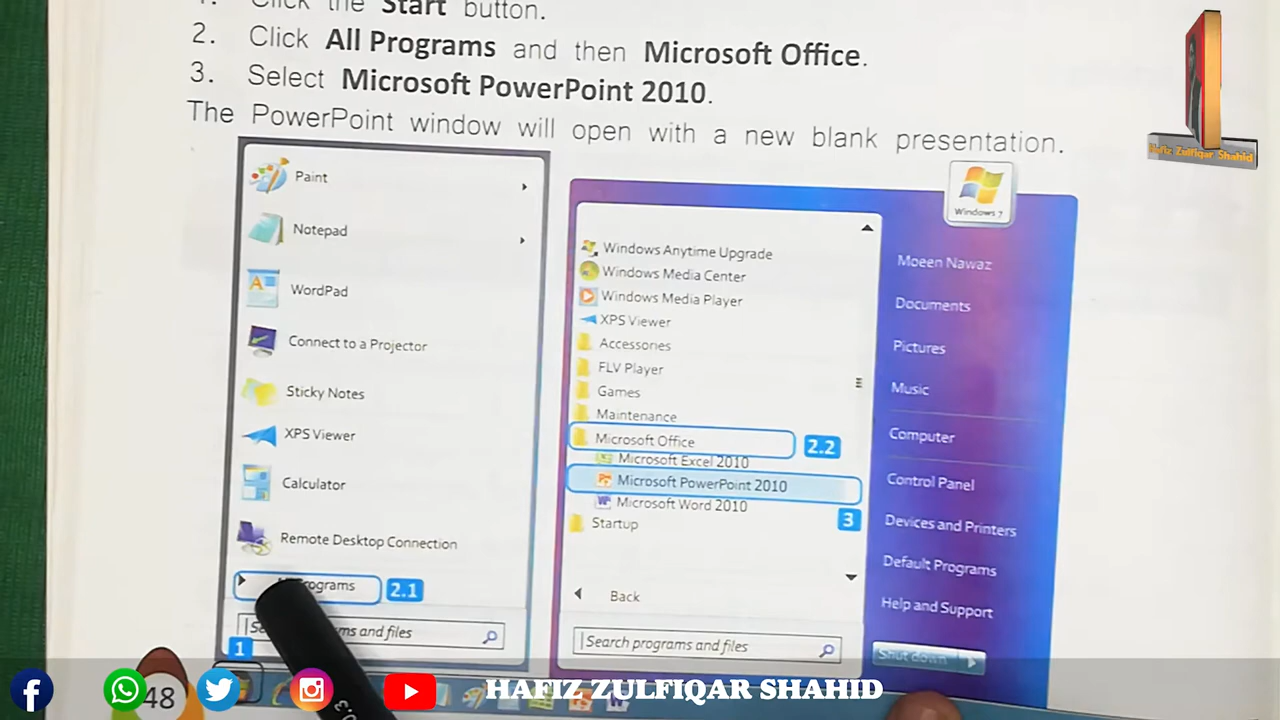 1. Click the Start button.
2. Click All Programs and then Microsoft Office.
3. Select Microsoft PowerPoint 2010.
The PowerPoint window will open with a new blank presentation.
Paint
Notepad
WordPad
Connect to a Projector
Sticky Notes
XPS Viewer
Calculator
Remote Desktop Connection
Programs
2.1
and files
1
Windows Anytime Upgrade
Windows Media Center
Windows Media Player
XPS Viewer
Accessories
FLV Player
Games
Maintenance
Microsoft Office
2.2
Microsoft Excel 2010
Microsoft PowerPoint 2010
Microsoft Word 2010
3
Startup
Back
Search programs and files
Windows 7
Moeen Nawaz
Documents
Pictures
Music
Computer
Control Panel
Devices and Printers
Default Programs
Help and Support
Shut down
48
Hafiz Zulfiqar Shahid
HAFIZ ZULFIQAR SHAHID